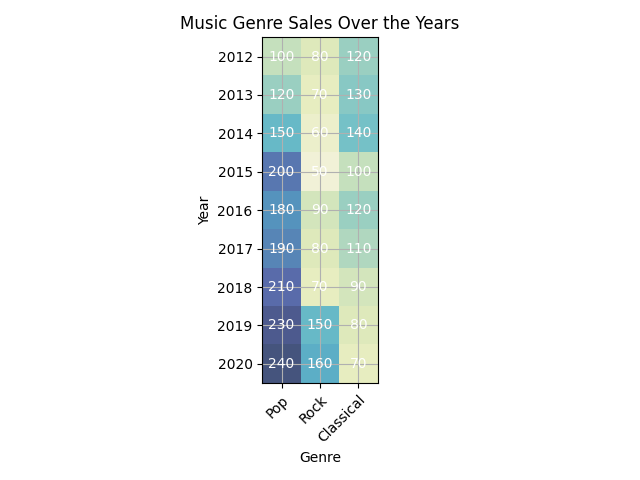 Music Genre Sales Over the Years
Year
2012 100 80 120
2013 120 70 130
2014 150 60 140
2015 200 50 100
2016 180 90 120
2017 190 80 110
2018 210 70 90
2019 230 150 80
2020 240 160 70
Pop Rock Classical
Genre